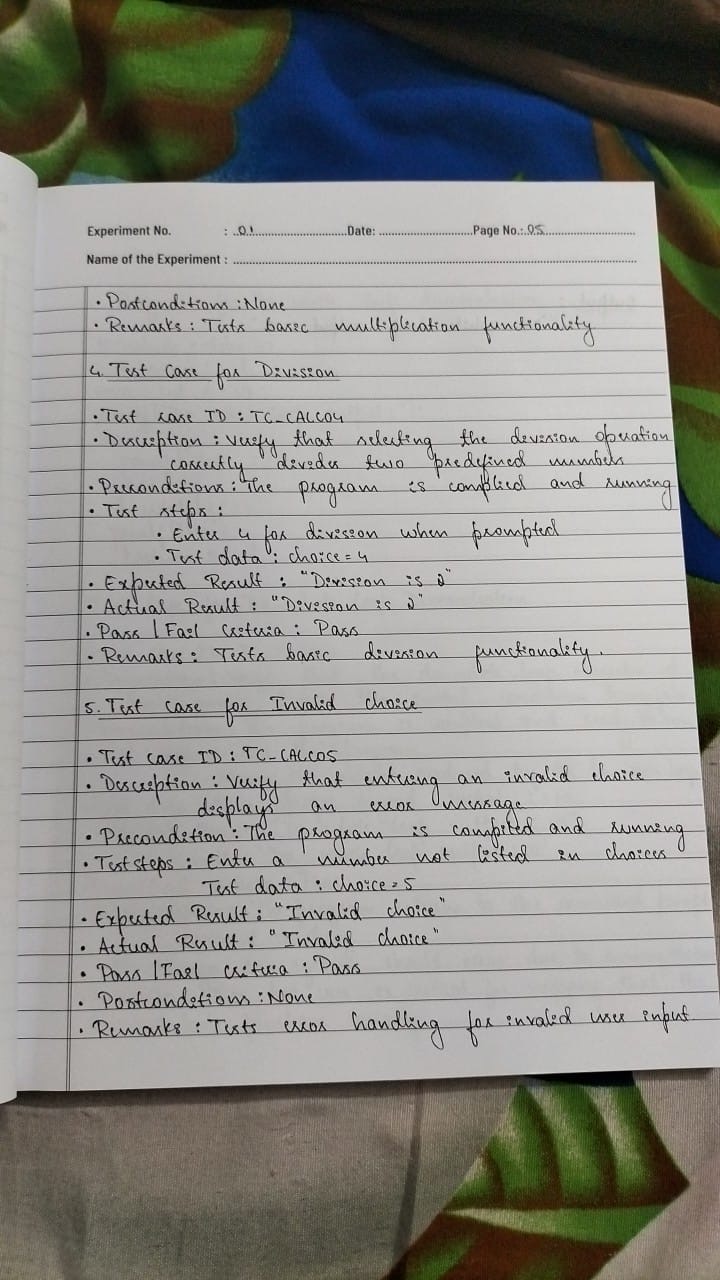 Experiment No. : 01 Date: Page No.: 05
Name of the Experiment :
• Postconditions : None
• Remarks : Tests basic multiplication functionality
4. Test Case for Division
• Test case ID : TC_CALC04
• Description : Verify that selecting the division operation
correctly divides two predefined numbers
• Preconditions : The program is compiled and running
• Test steps :
• Enter 4 for division when prompted
• Test data : choice = 4
• Expected Result : "Division is 0"
• Actual Result : "Division is 0"
• Pass | Fail criteria : Pass
• Remarks : Tests basic division functionality.
5. Test Case for Invalid choice
• Test case ID : TC_CALC05
• Description : Verify that entering an invalid choice
displays an error message
• Precondition : The program is compiled and running
• Test steps : Enter a number not listed in choices
Test data : choice = 5
• Expected Result : "Invalid choice"
• Actual Result : "Invalid choice"
• Pass | Fail criteria : Pass
• Postconditions : None
• Remarks : Tests error handling for invalid user input